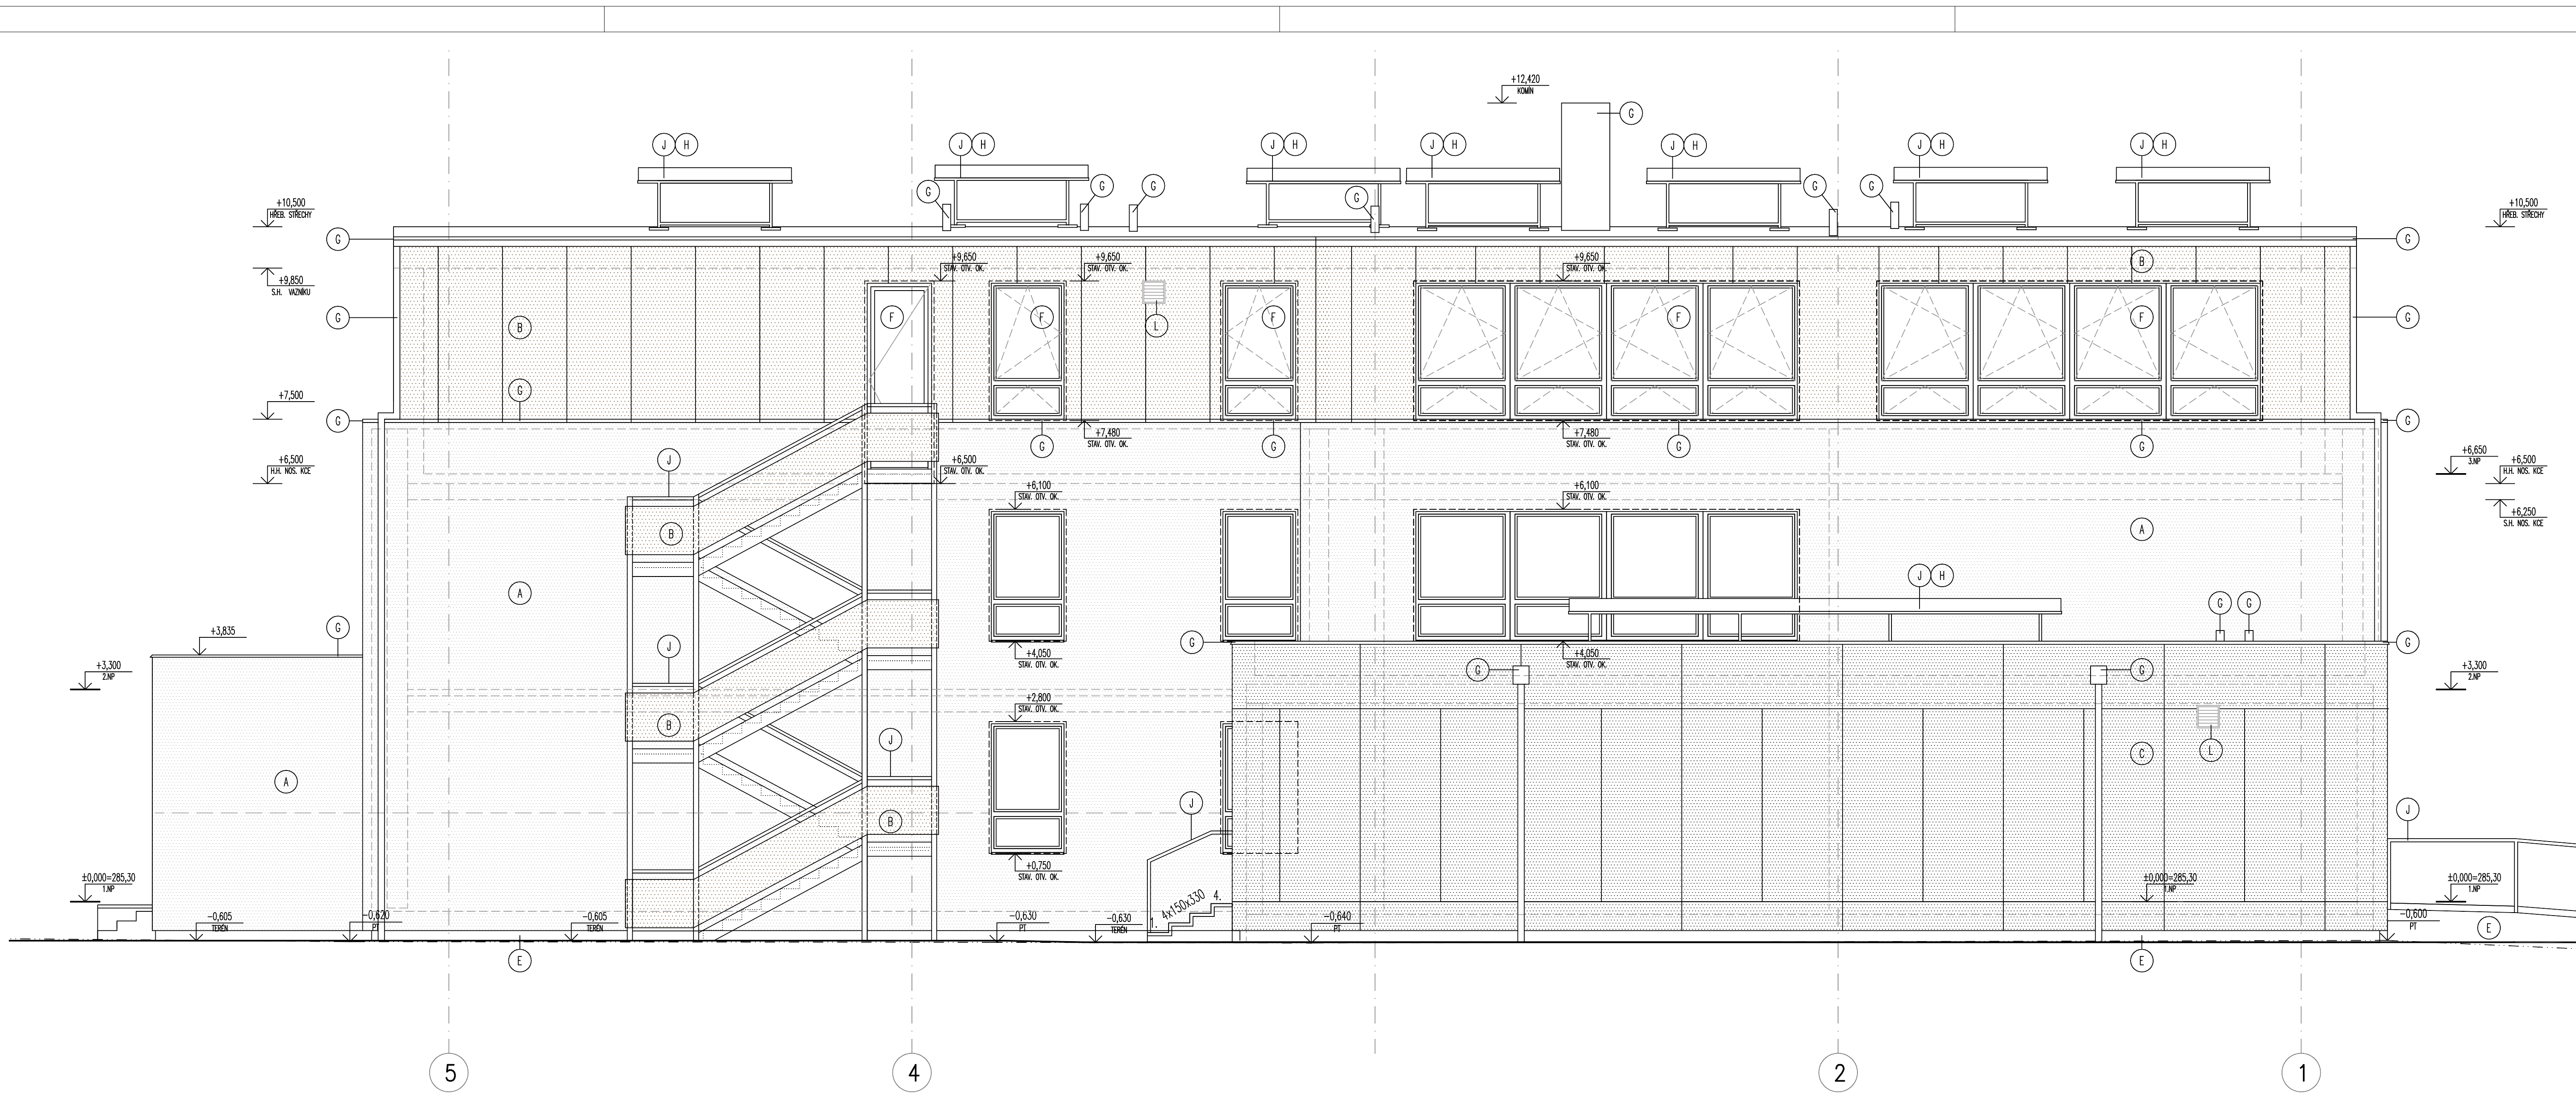 +12,420
KOMÍN
G
J H
J H
J H
J H
J H
J H
J H
G
G
G
G
G
G
+10,500
HŘEB. STŘECHY
+10,500
HŘEB. STŘECHY
G
G
+9,850
S.H. VAZNÍKU
+9,650
STAV. OTV. OK.
+9,650
STAV. OTV. OK.
+9,650
STAV. OTV. OK.
B
G
B
F
F
L
F
F
F
G
G
+7,500
G
G
+7,480
STAV. OTV. OK.
+7,480
STAV. OTV. OK.
G
G
G
G
+6,500
H.H. NOS. KCE
J
+6,500
STAV. OTV. OK.
+6,650
3.NP
+6,500
H.H. NOS. KCE
+6,100
STAV. OTV. OK.
+6,100
STAV. OTV. OK.
+6,250
S.H. NOS. KCE
B
A
A
J H
G
G
+3,835
G
J
G
G
+4,050
STAV. OTV. OK.
+4,050
STAV. OTV. OK.
+3,300
2.NP
G
G
+3,300
2.NP
+2,800
STAV. OTV. OK.
B
J
L
C
A
J
J
B
+0,750
STAV. OTV. OK.
±0,000=285,30
1.NP
±0,000=285,30
1.NP
±0,000=285,30
1.NP
1. 4x150x330 4.
-0,605
TERÉN
-0,620
PT
-0,605
TERÉN
-0,630
PT
-0,630
TERÉN
-0,640
PT
-0,600
PT
E
E
E
5
4
2
1